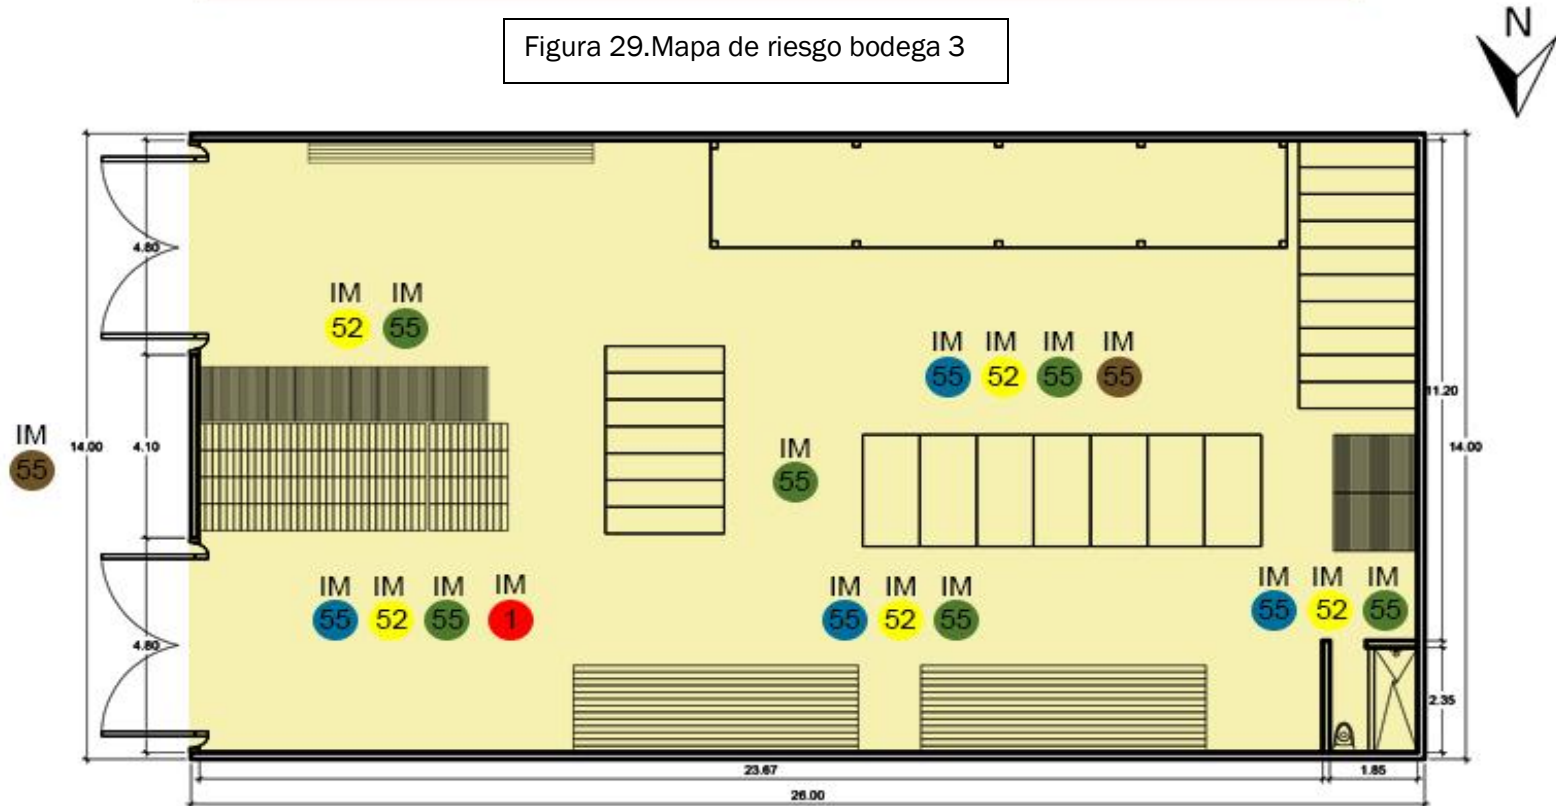 Figura 29.Mapa de riesgo bodega 3
N
4.80
IM IM
52 55
IM IM IM IM
55 52 55 55
11.20
IM
55
14.00
4.10
IM
55
14.00
IM IM IM IM
55 52 55 1
IM IM IM
55 52 55
IM IM IM
55 52 55
4.80
2.35
23.67
1.85
26.00